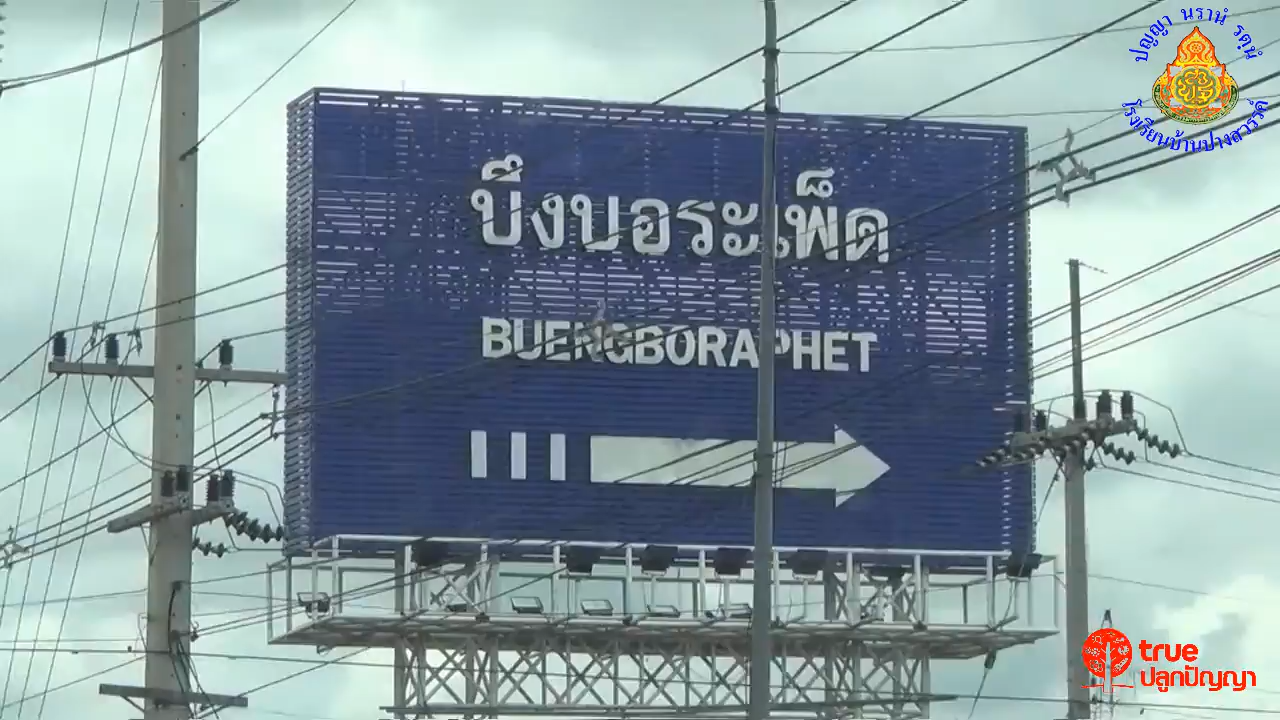 ปญฺญา นรานํ รตนํ
โรงเรียนบ้านปางสวรรค์
บึงบอระเพ็ด
BUENGBORAPHET
true
ปลูกปัญญา